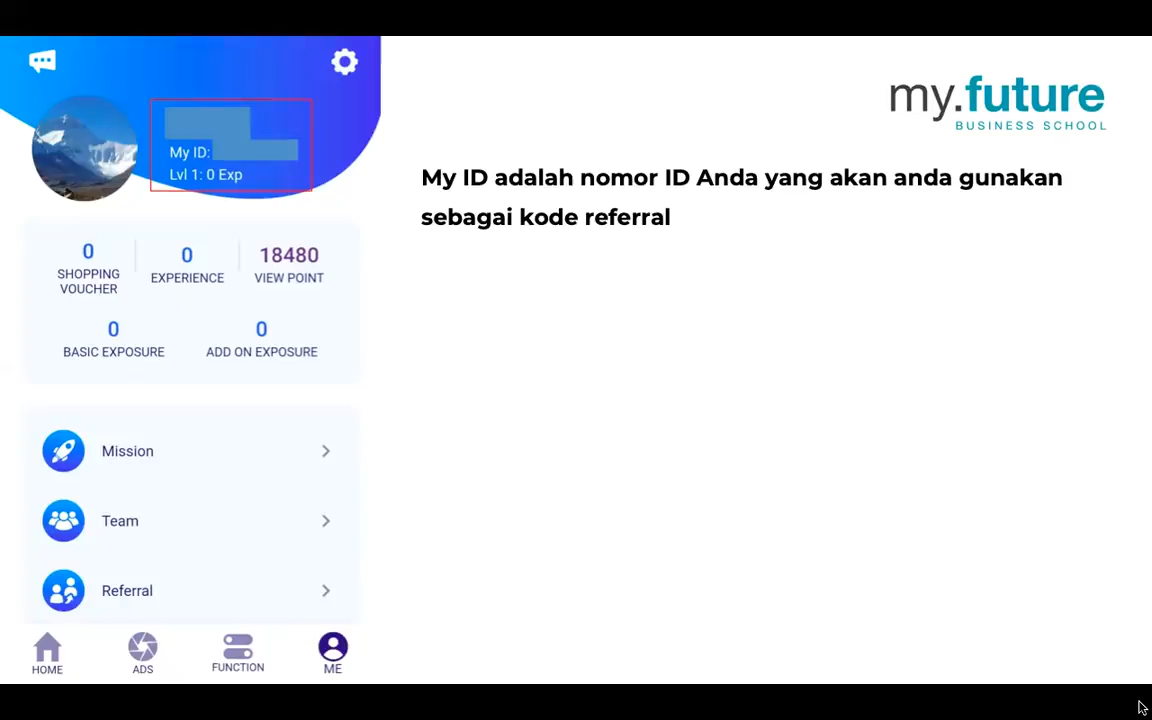 My ID:
Lvl 1: 0 Exp
0
SHOPPING
VOUCHER
0
EXPERIENCE
18480
VIEW POINT
0
BASIC EXPOSURE
0
ADD ON EXPOSURE
Mission
Team
Referral
HOME
ADS
FUNCTION
ME
my.future
BUSINESS SCHOOL
My ID adalah nomor ID Anda yang akan anda gunakan
sebagai kode referral